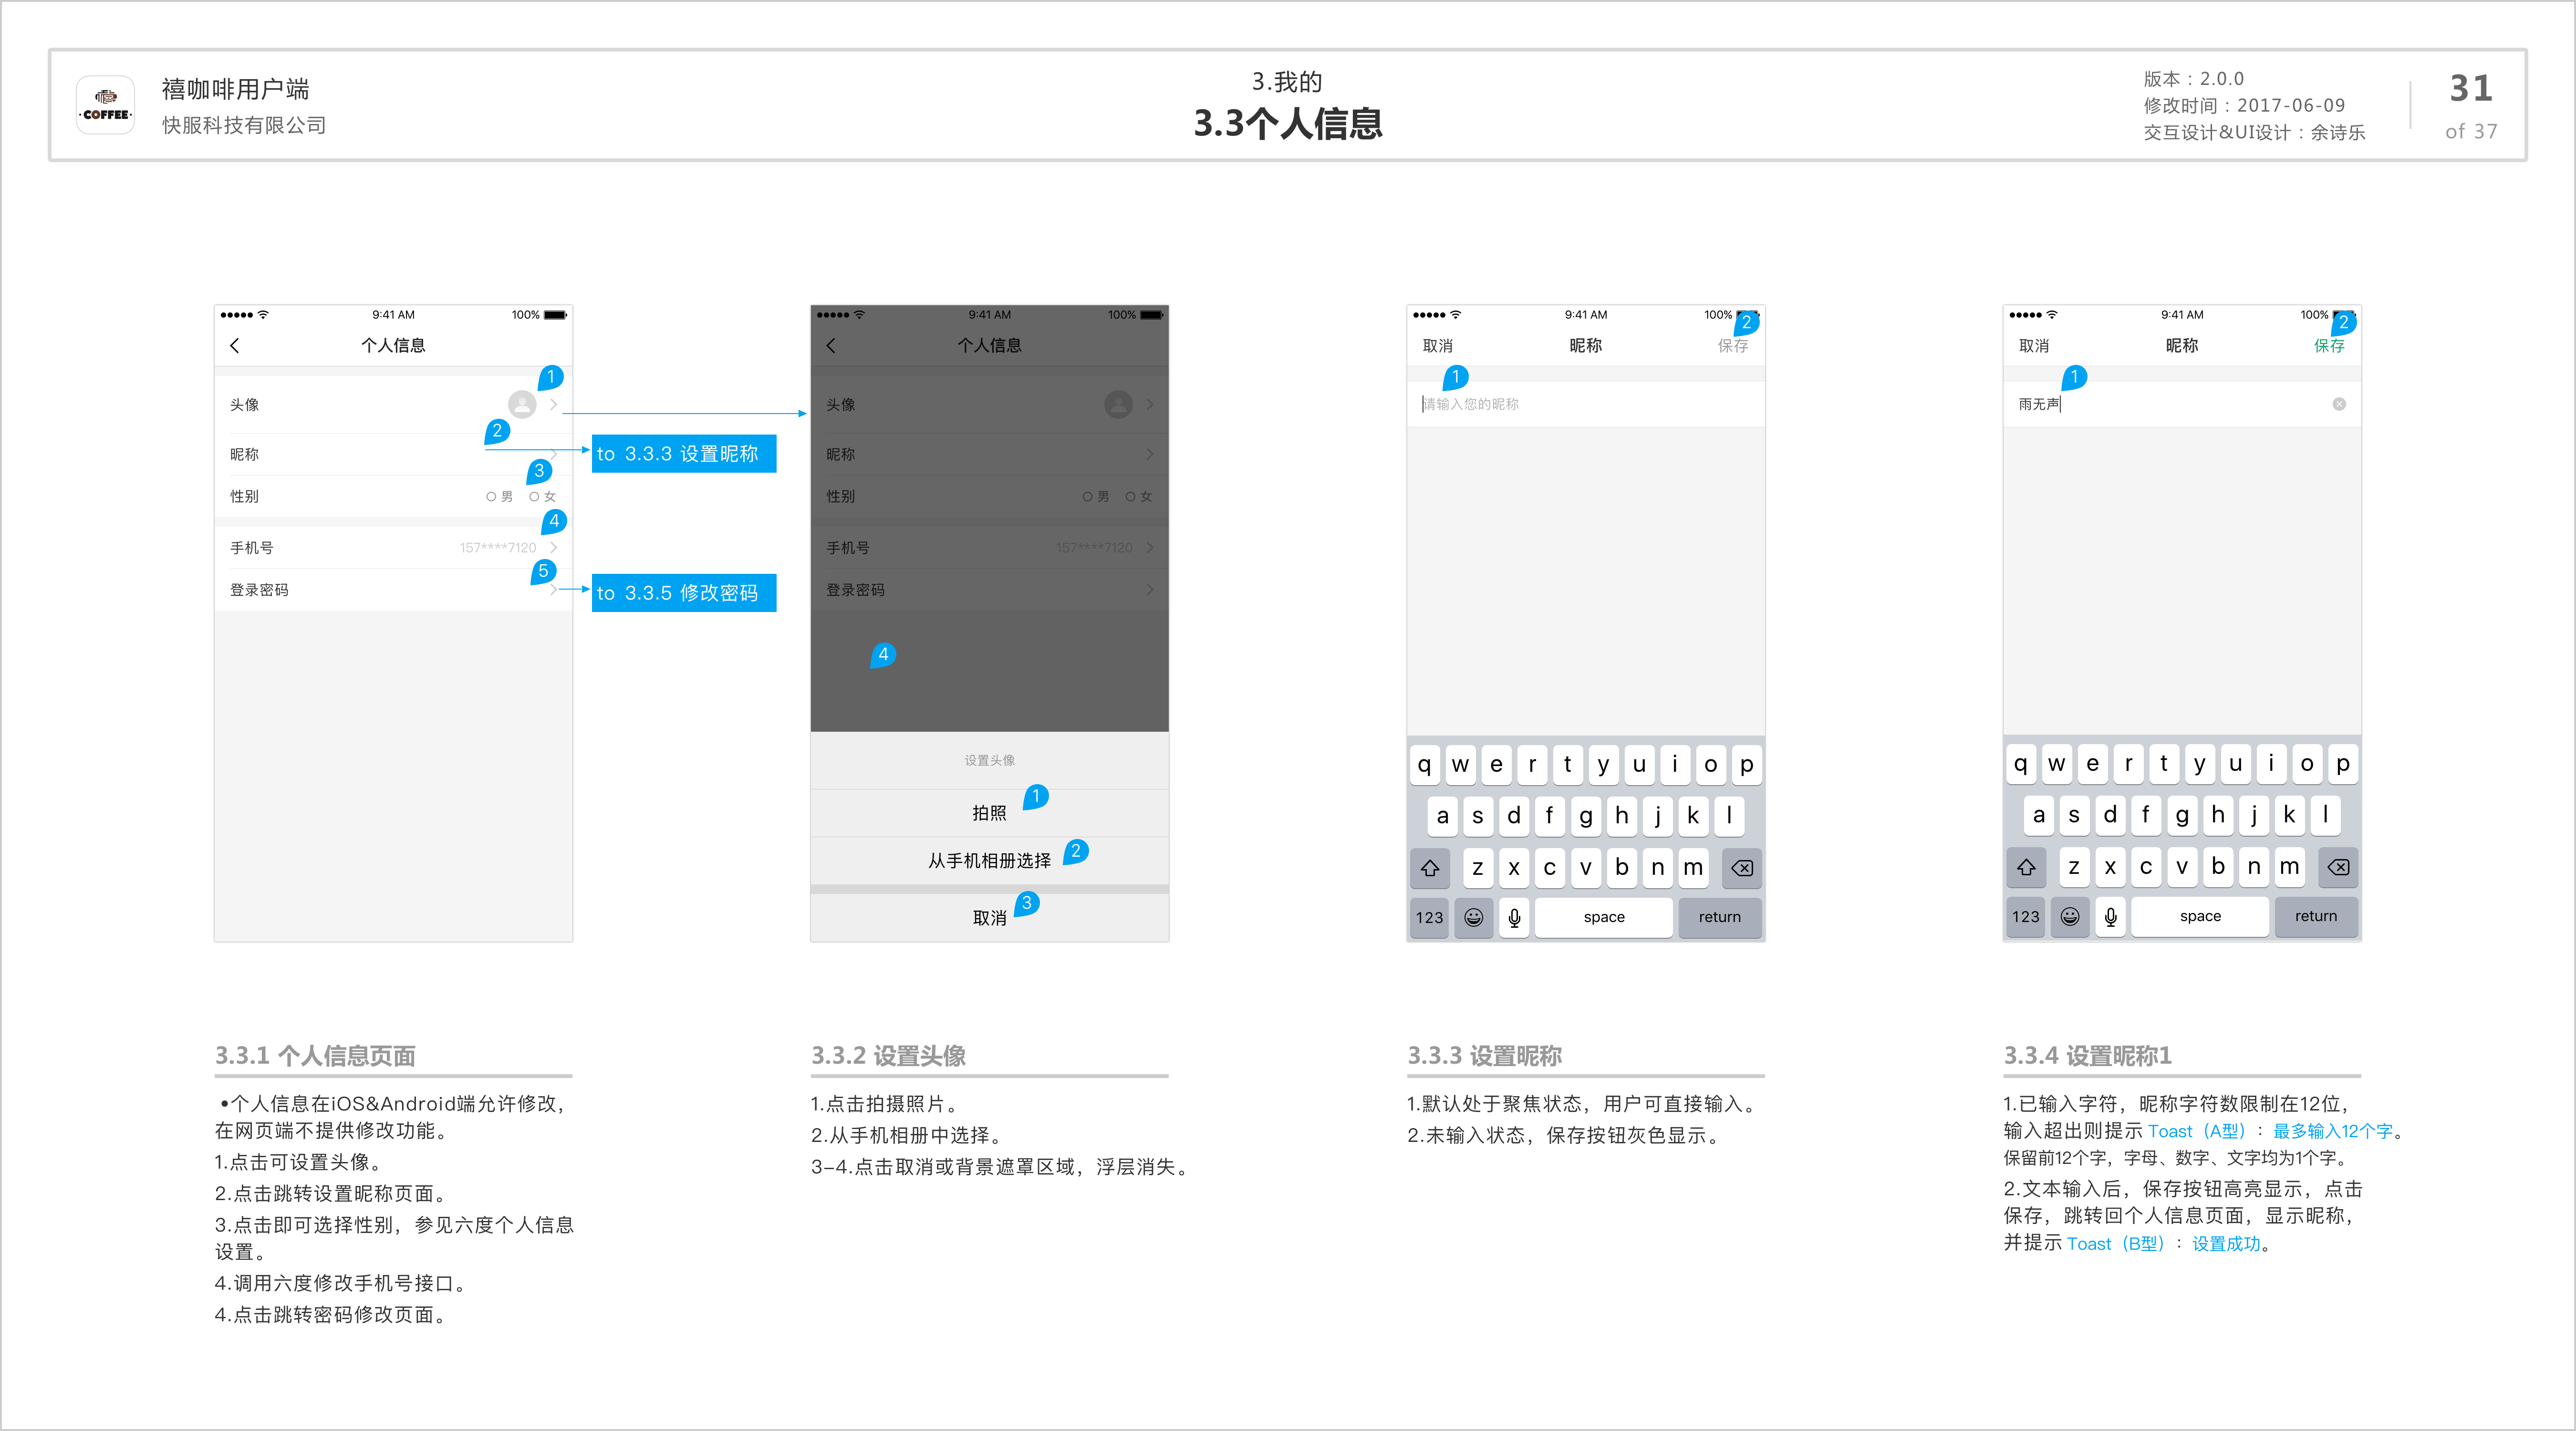 COFFEE
禧咖啡用户端
快服科技有限公司
3.我的
3.3个人信息
版本：2.0.0
修改时间：2017-06-09
交互设计&UI设计：余诗乐
31
of 37
9:41 AM
100%
个人信息
1
头像
2
昵称
to 3.3.3 设置昵称
3
性别
男
女
4
手机号
157****7120
5
登录密码
to 3.3.5 修改密码
9:41 AM
100%
个人信息
头像
昵称
性别
男
女
手机号
157****7120
登录密码
4
设置头像
1
拍照
2
从手机相册选择
3
取消
9:41 AM
100%
2
取消
昵称
保存
1
请输入您的昵称
q w e r t y u i o p
a s d f g h j k l
z x c v b n m
123
space
return
9:41 AM
100%
2
取消
昵称
保存
1
雨无声
q w e r t y u i o p
a s d f g h j k l
z x c v b n m
123
space
return
3.3.1 个人信息页面
•个人信息在iOS&Android端允许修改，
在网页端不提供修改功能。
1.点击可设置头像。
2.点击跳转设置昵称页面。
3.点击即可选择性别，参见六度个人信息
设置。
4.调用六度修改手机号接口。
4.点击跳转密码修改页面。
3.3.2 设置头像
1.点击拍摄照片。
2.从手机相册中选择。
3-4.点击取消或背景遮罩区域，浮层消失。
3.3.3 设置昵称
1.默认处于聚焦状态，用户可直接输入。
2.未输入状态，保存按钮灰色显示。
3.3.4 设置昵称1
1.已输入字符，昵称字符数限制在12位，
输入超出则提示 Toast（A型）：最多输入12个字。
保留前12个字，字母、数字、文字均为1个字。
2.文本输入后，保存按钮高亮显示，点击
保存，跳转回个人信息页面，显示昵称，
并提示 Toast（B型）：设置成功。